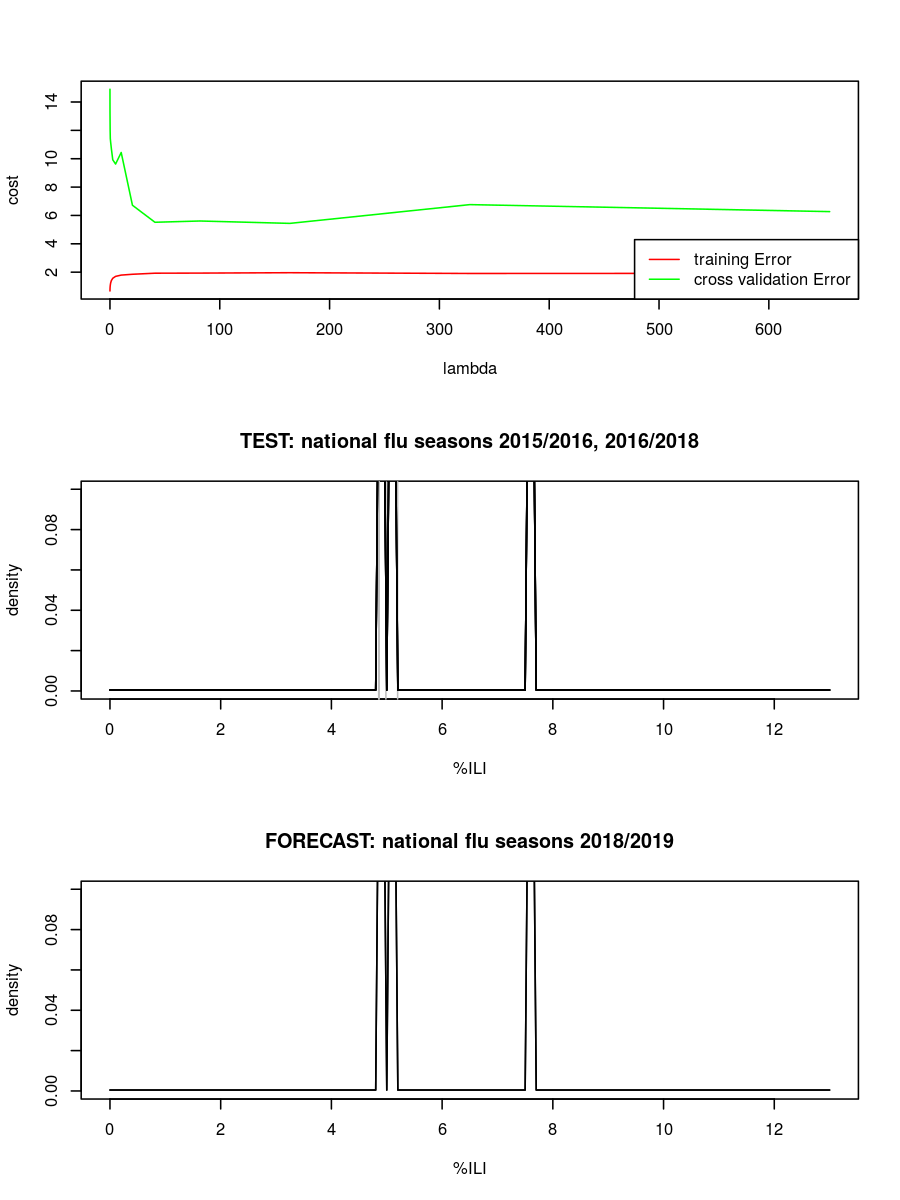 14
10
8
6
4
2
cost
training Error
cross validation Error
0 100 200 300 400 500 600
lambda
TEST: national flu seasons 2015/2016, 2016/2018
0.08
0.04
0.00
density
0 2 4 6 8 10 12
%ILI
FORECAST: national flu seasons 2018/2019
0.08
0.04
0.00
density
0 2 4 6 8 10 12
%ILI